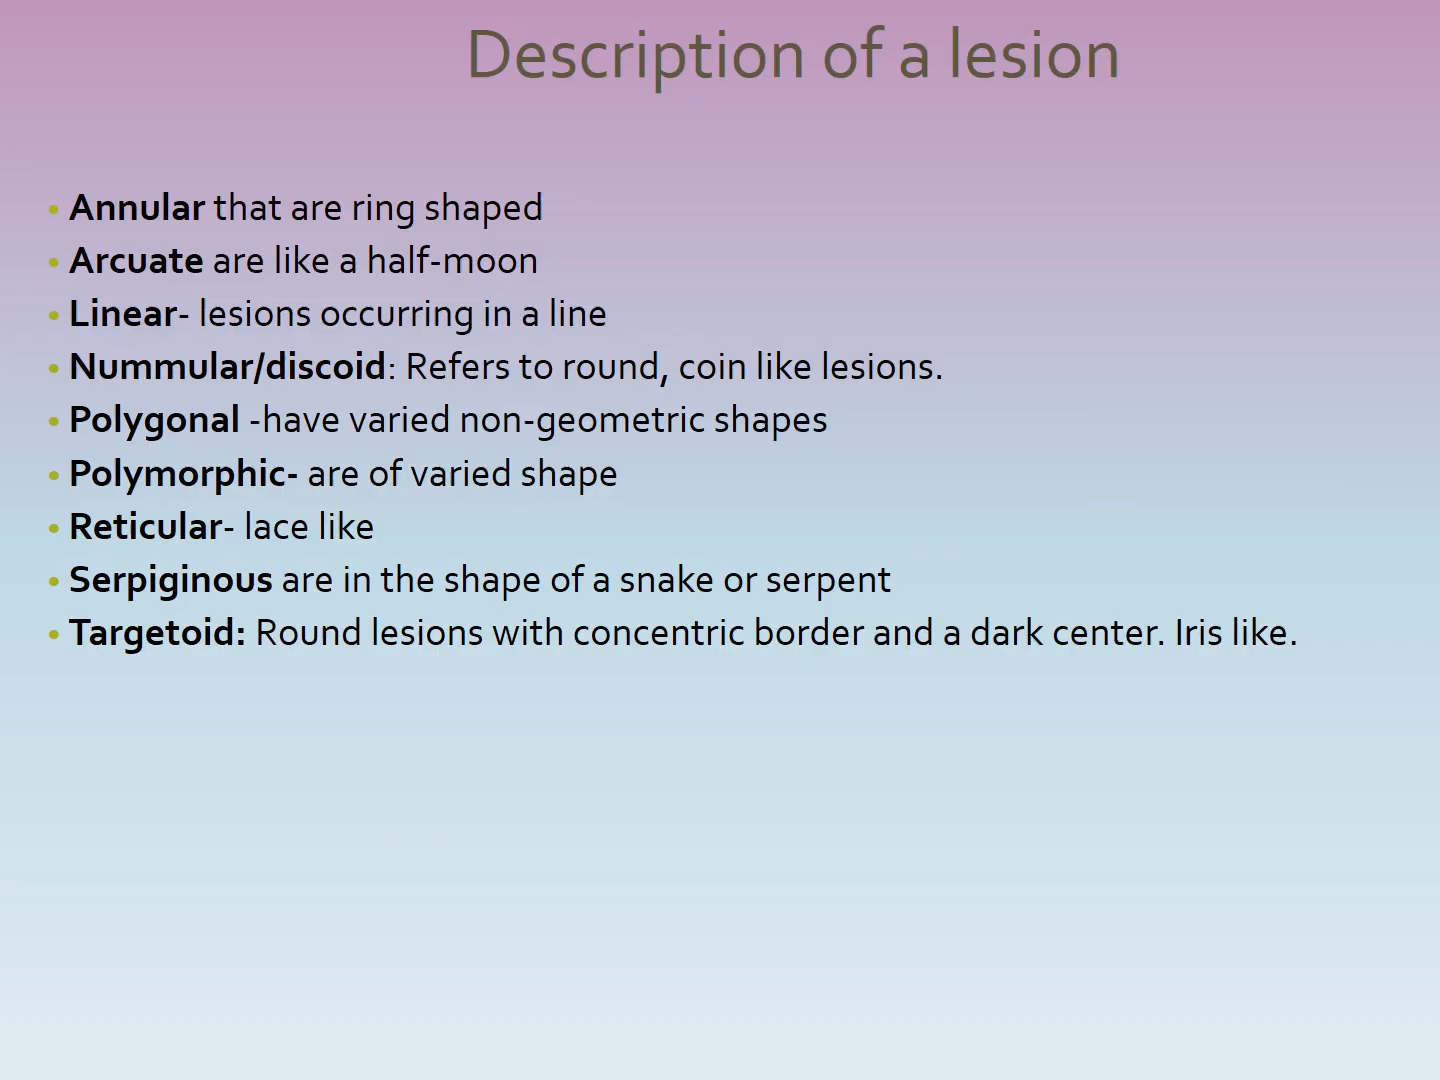 Description of a lesion
• Annular that are ring shaped
• Arcuate are like a half-moon
• Linear- lesions occurring in a line
• Nummular/discoid: Refers to round, coin like lesions.
• Polygonal -have varied non-geometric shapes
• Polymorphic- are of varied shape
• Reticular- lace like
• Serpiginous are in the shape of a snake or serpent
• Targetoid: Round lesions with concentric border and a dark center. Iris like.